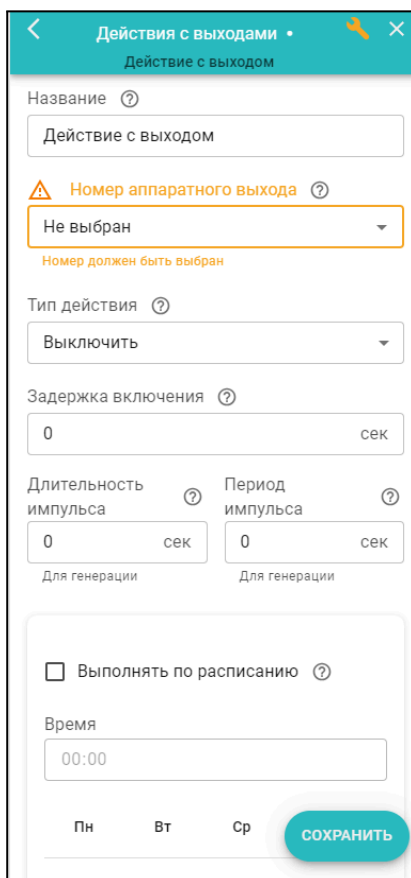 Действия с выходами •
Действие с выходом
Название
Действие с выходом
Номер аппаратного выхода
Не выбран
Номер должен быть выбран
Тип действия
Выключить
Задержка включения
0 сек
Длительность импульса
Период импульса
0 сек
0 сек
Для генерации
Для генерации
Выполнять по расписанию
Время
00:00
Пн Вт Ср
СОХРАНИТЬ